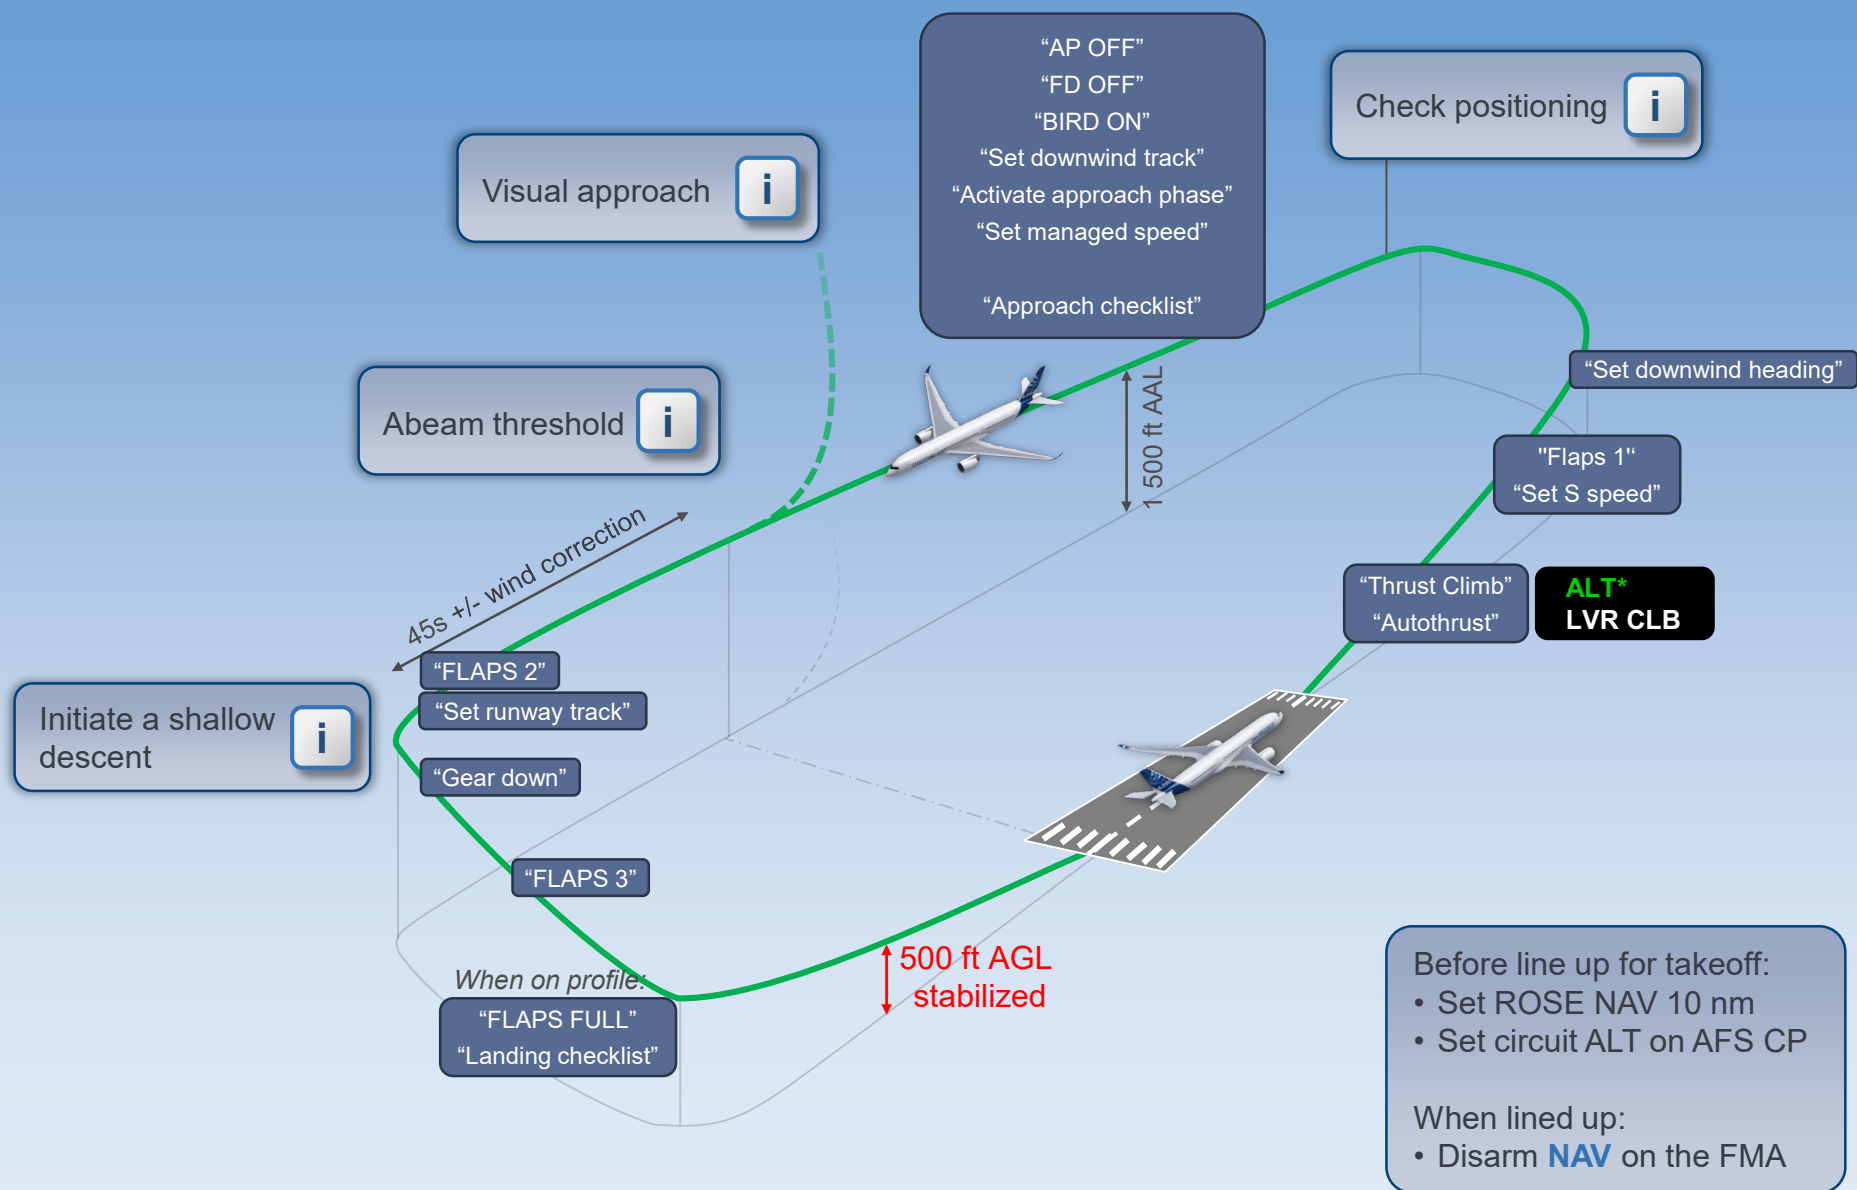 “AP OFF”
“FD OFF”
“BIRD ON”
“Set downwind track”
“Activate approach phase”
“Set managed speed”
“Approach checklist”
Check positioning
i
Visual approach
i
“Set downwind heading”
Abeam threshold
i
1 500 ft AAL
"Flaps 1“
“Set S speed”
45s +/- wind correction
“Thrust Climb”
“Autothrust”
ALT*
LVR CLB
“FLAPS 2”
“Set runway track”
Initiate a shallow
descent
i
“Gear down”
“FLAPS 3”
500 ft AGL
stabilized
When on profile:
“FLAPS FULL”
“Landing checklist”
Before line up for takeoff:
• Set ROSE NAV 10 nm
• Set circuit ALT on AFS CP
When lined up:
• Disarm NAV on the FMA